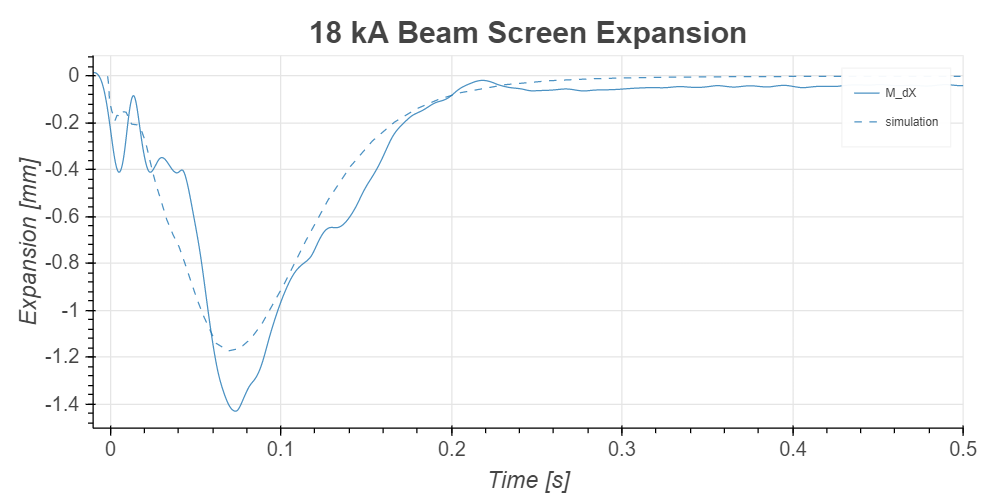 18 kA Beam Screen Expansion
0
-0.2
-0.4
-0.6
-0.8
-1
-1.2
-1.4
Expansion [mm]
M_dX
simulation
0 0.1 0.2 0.3 0.4 0.5
Time [s]